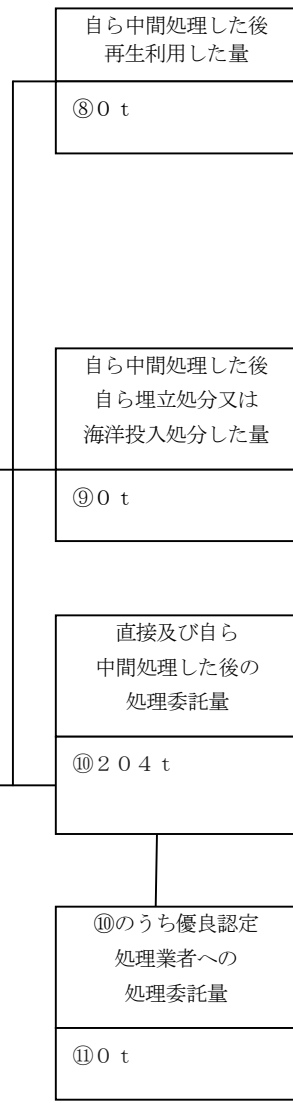 自ら中間処理した後
再生利用した量
⑧0 t
自ら中間処理した後
自ら埋立処分又は
海洋投入処分した量
⑨0 t
直接及び自ら
中間処理した後の
処理委託量
⑩２０４ t
⑩のうち優良認定
処理業者への
処理委託量
⑪0 t